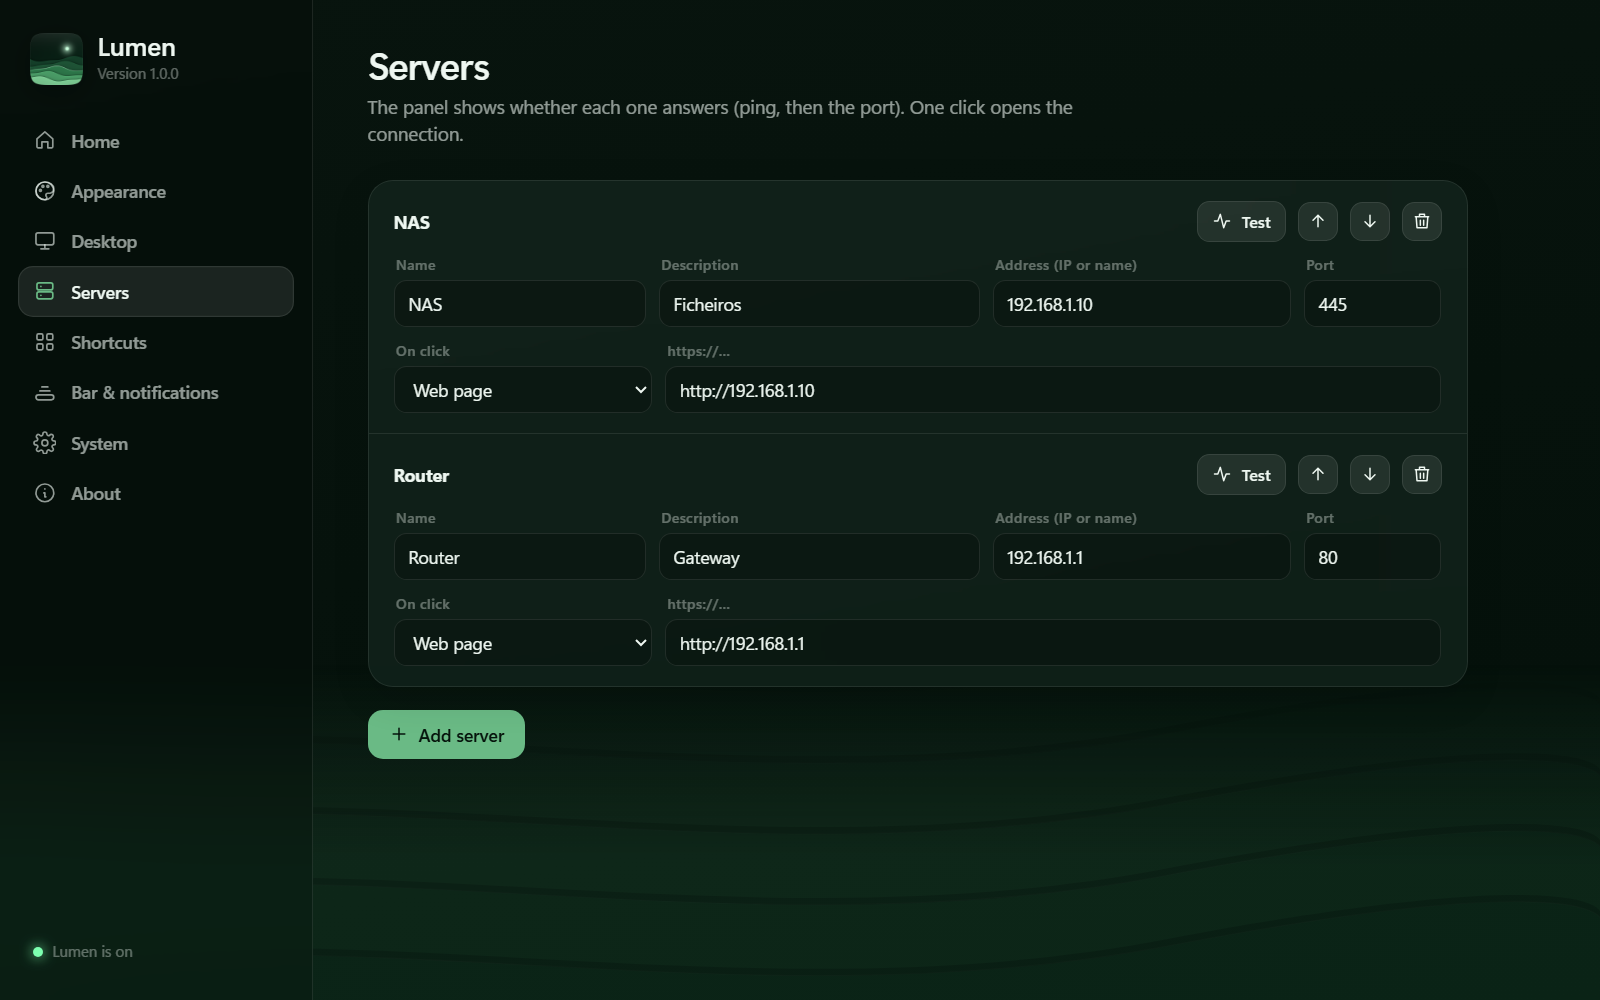 Lumen
Version 1.0.0
Home
Appearance
Desktop
Servers
Shortcuts
Bar & notifications
System
About
Lumen is on
Servers
The panel shows whether each one answers (ping, then the port). One click opens the
connection.
NAS
Test
Name Description Address (IP or name) Port
NAS Ficheiros 192.168.1.10 445
On click https://...
Web page http://192.168.1.10
Router
Test
Name Description Address (IP or name) Port
Router Gateway 192.168.1.1 80
On click https://...
Web page http://192.168.1.1
Add server